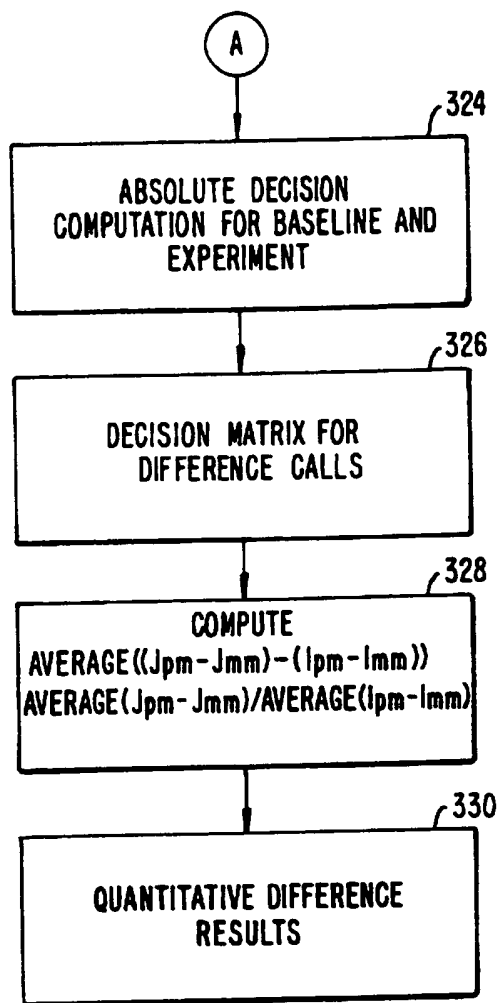 A
324
ABSOLUTE DECISION
COMPUTATION FOR BASELINE AND
EXPERIMENT
326
DECISION MATRIX FOR
DIFFERENCE CALLS
328
COMPUTE
AVERAGE((Jpm-Jmm)-(Ipm-Imm))
AVERAGE(Jpm-Jmm)/AVERAGE(Ipm-Imm)
330
QUANTITATIVE DIFFERENCE
RESULTS